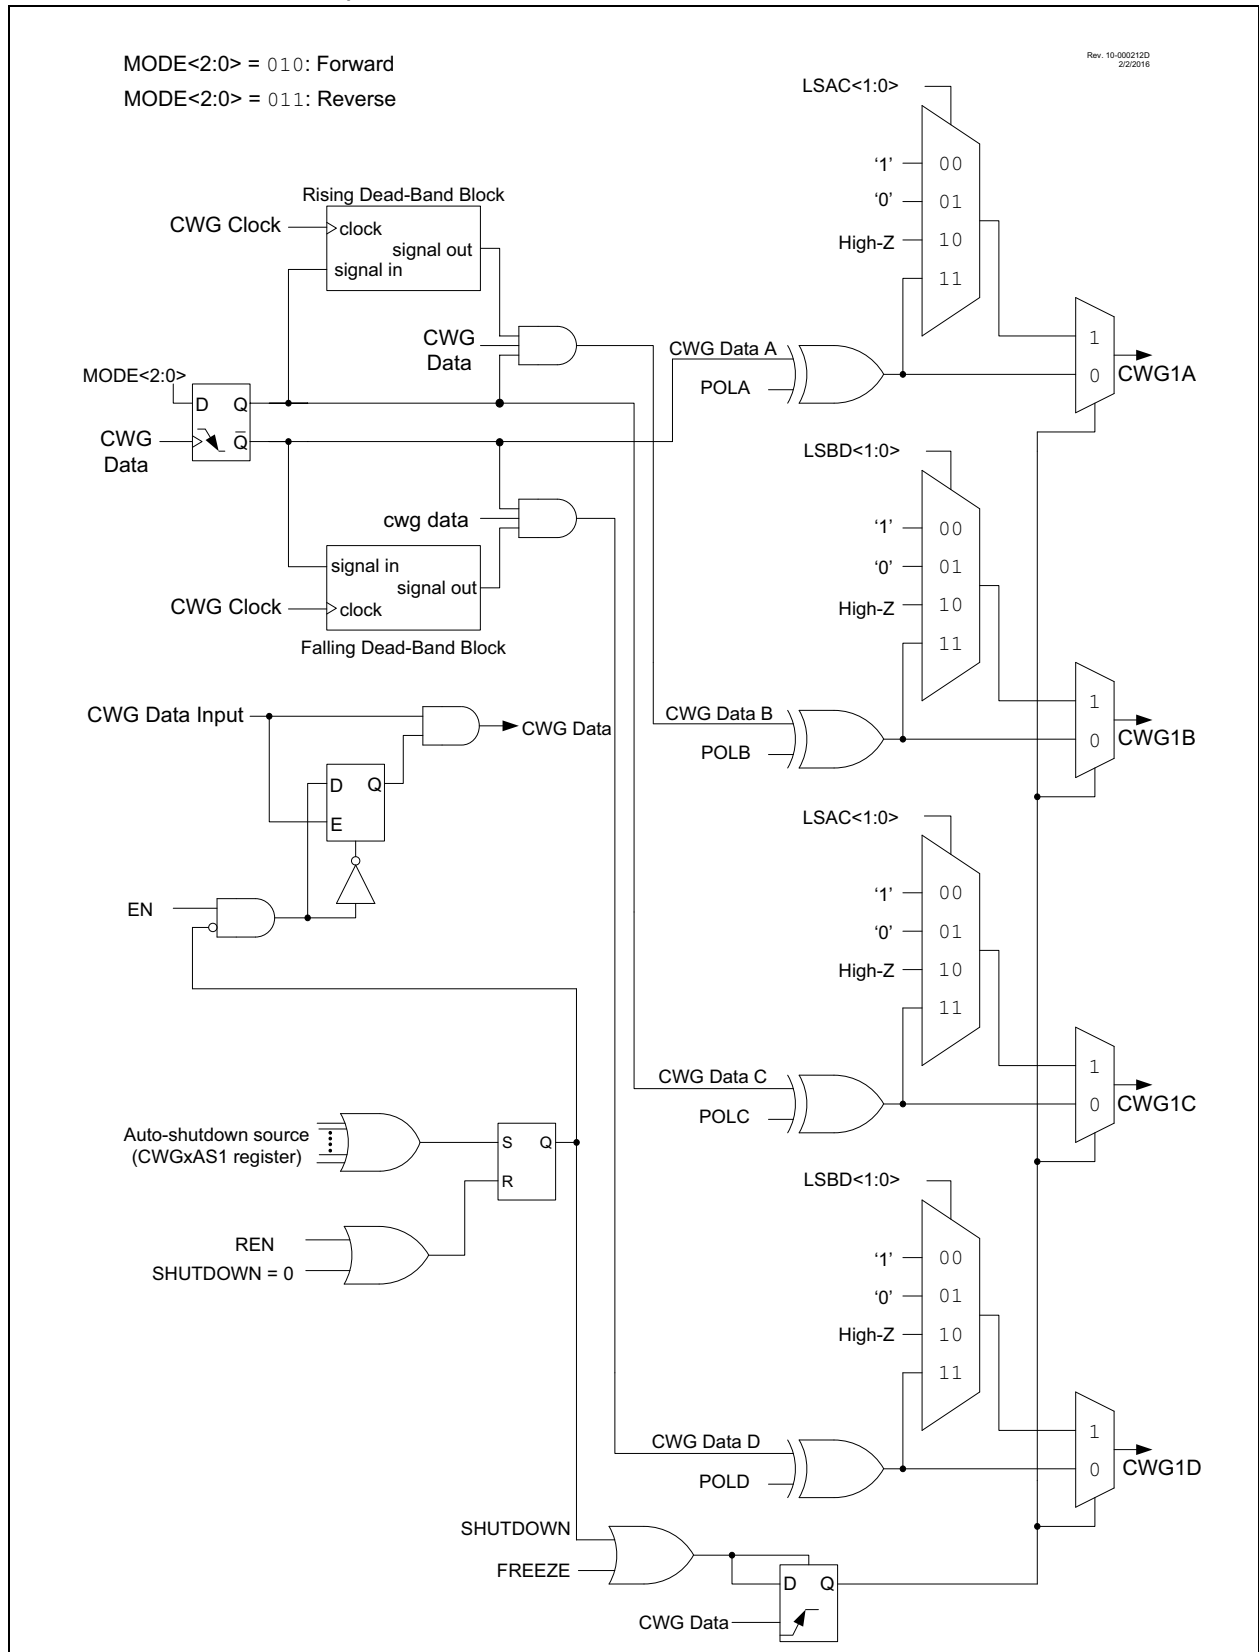 MODE<2:0> = 010: Forward
MODE<2:0> = 011: Reverse
Rev. 10-000212D
2/2/2016
LSAC<1:0>
'1'
00
'0'
01
High-Z
10
11
1
0
CWG1A
Rising Dead-Band Block
CWG Clock
clock
signal out
signal in
CWG
Data
CWG Data A
POLA
MODE<2:0>
D
Q
CWG
Data
Q
cwg data
signal in
signal out
CWG Clock
clock
Falling Dead-Band Block
LSBD<1:0>
'1'
00
'0'
01
High-Z
10
11
1
0
CWG1B
CWG Data B
POLB
CWG Data Input
CWG Data
D
Q
E
EN
LSAC<1:0>
'1'
00
'0'
01
High-Z
10
11
1
0
CWG1C
CWG Data C
POLC
Auto-shutdown source
(CWGxAS1 register)
S
Q
R
REN
SHUTDOWN = 0
LSBD<1:0>
'1'
00
'0'
01
High-Z
10
11
1
0
CWG1D
CWG Data D
POLD
SHUTDOWN
FREEZE
D
Q
CWG Data